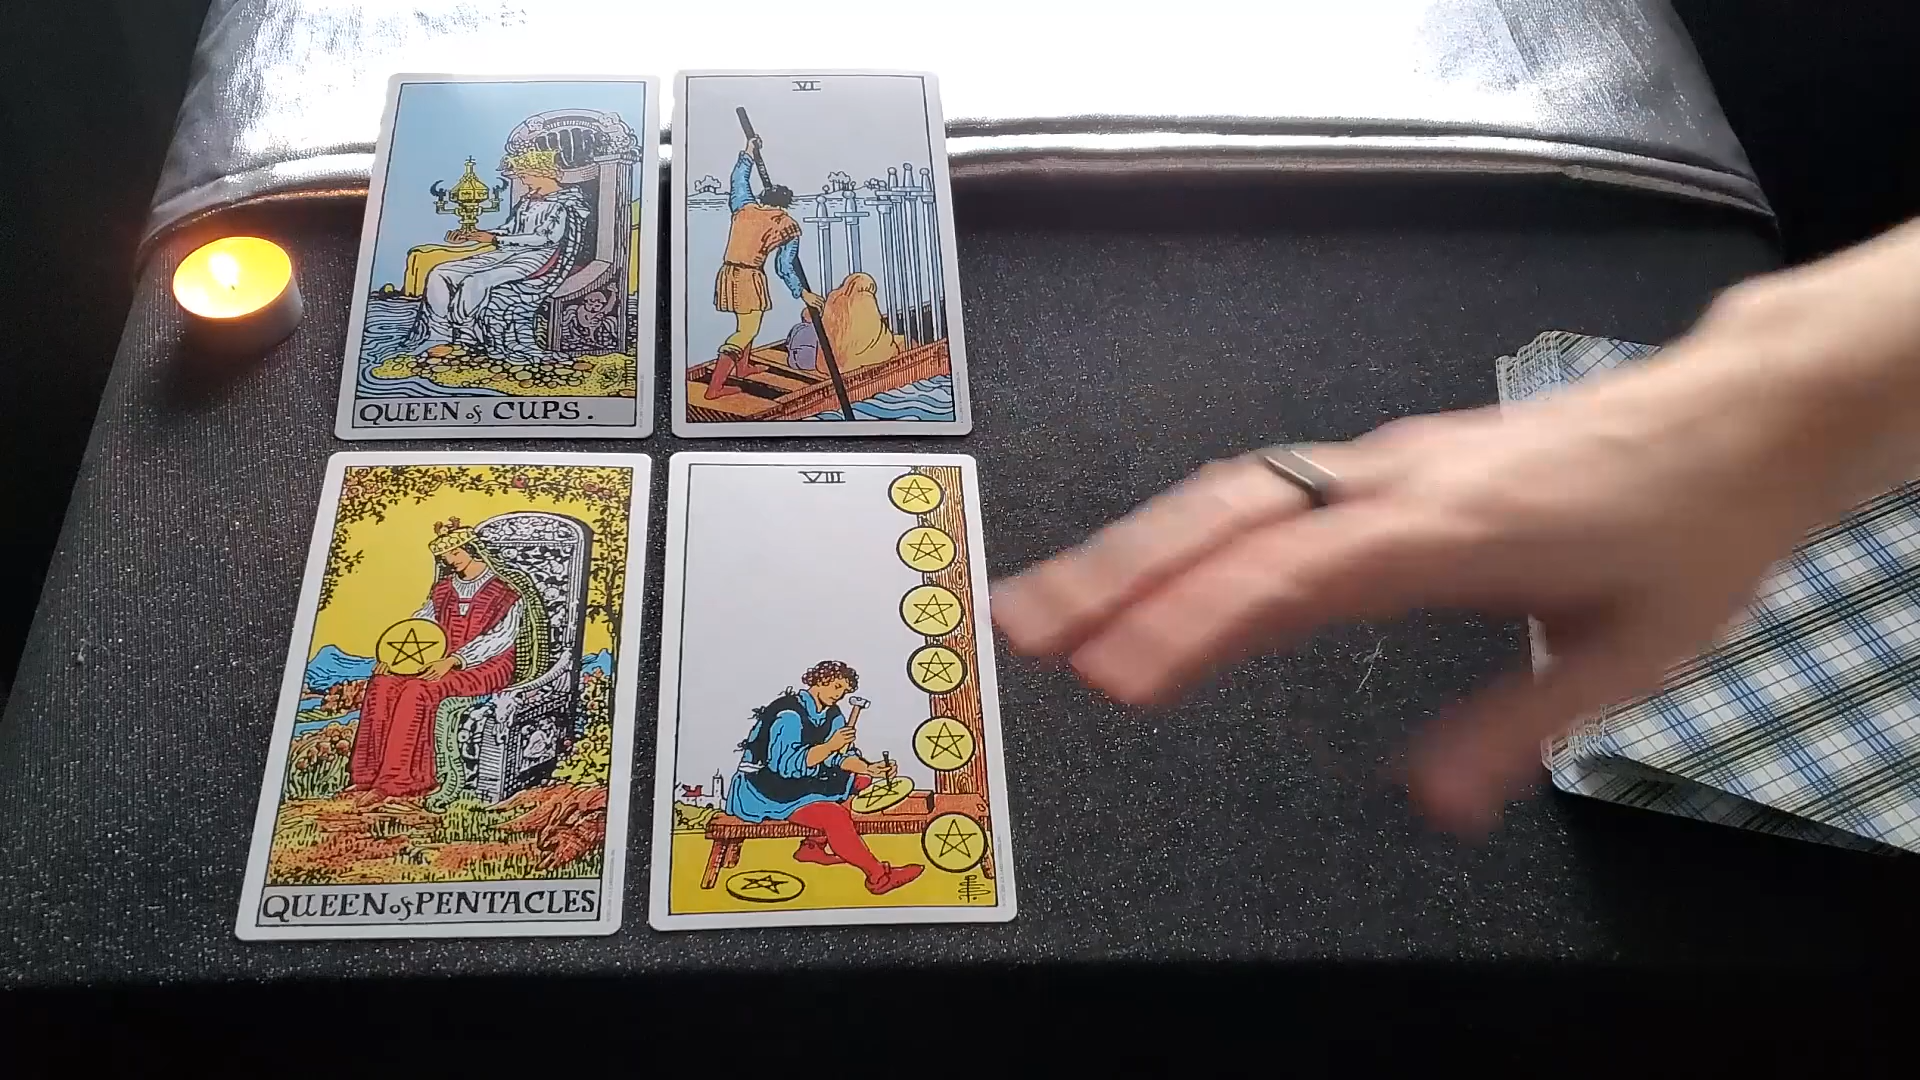 QUEEN of CUPS.
VI
QUEEN of PENTACLES
VIII